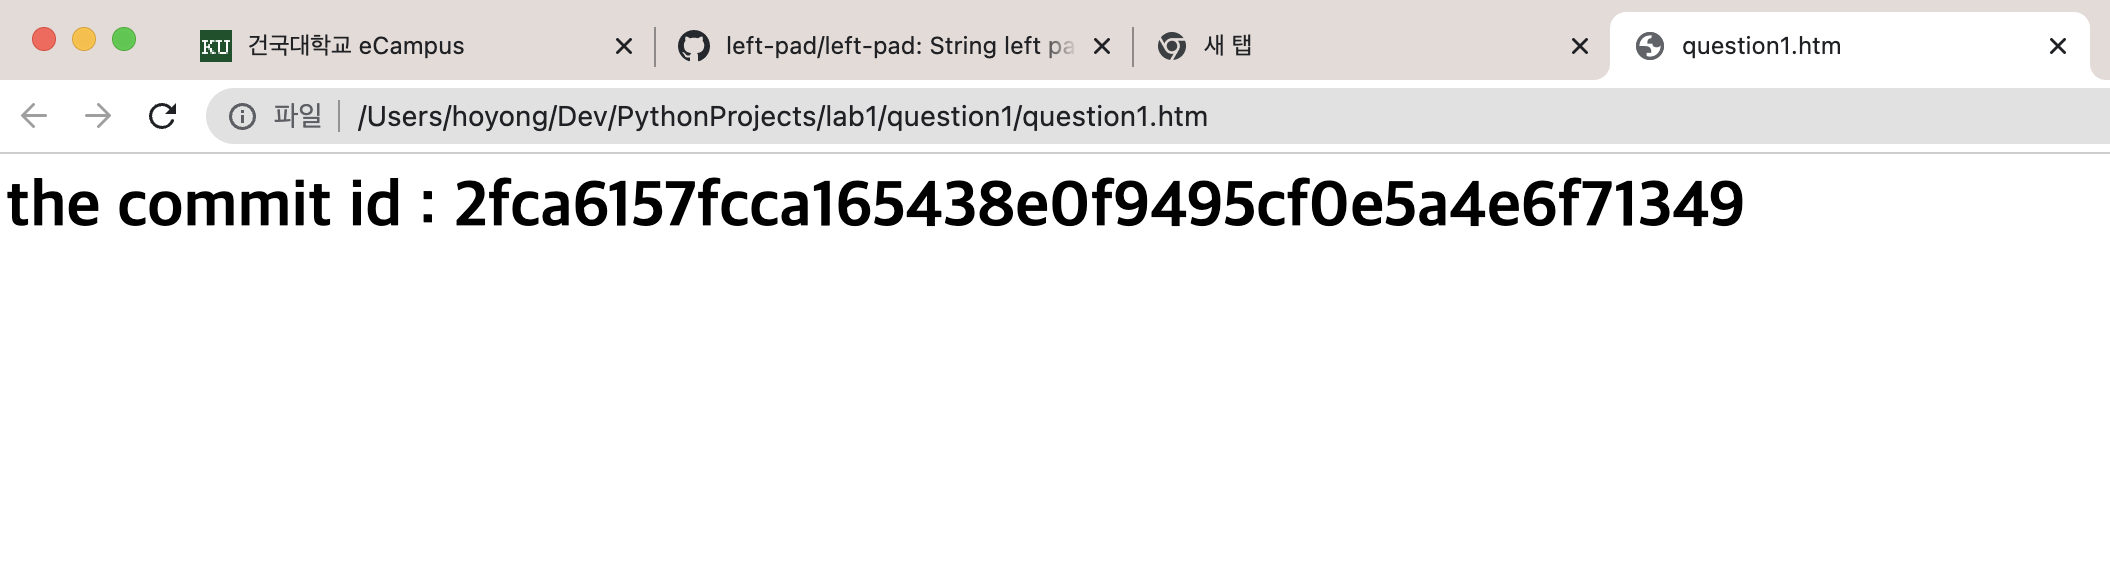 KU 건국대학교 eCampus
left-pad/left-pad: String left pa
새 탭
question1.htm
파일 /Users/hoyong/Dev/PythonProjects/lab1/question1/question1.htm
the commit id : 2fca6157fcca165438e0f9495cf0e5a4e6f71349